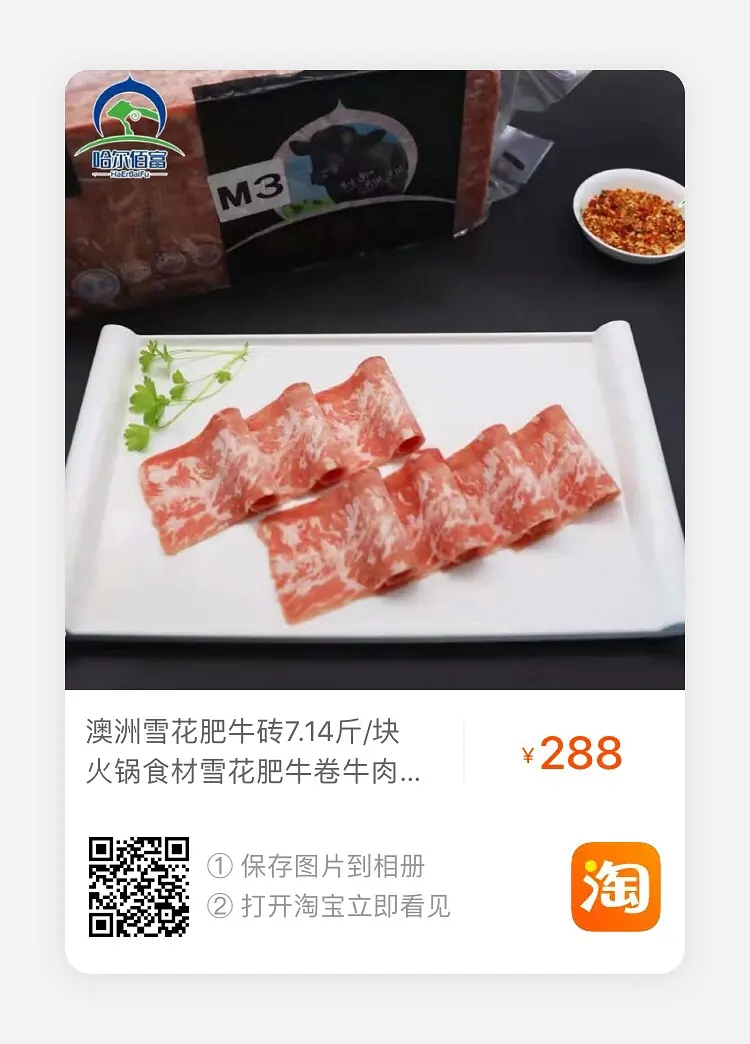 哈尔佰富
HaErBaiFu
M3
澳洲雪花肥牛砖7.14斤/块
火锅食材雪花肥牛卷牛肉...
¥288
① 保存图片到相册
② 打开淘宝立即看见
淘